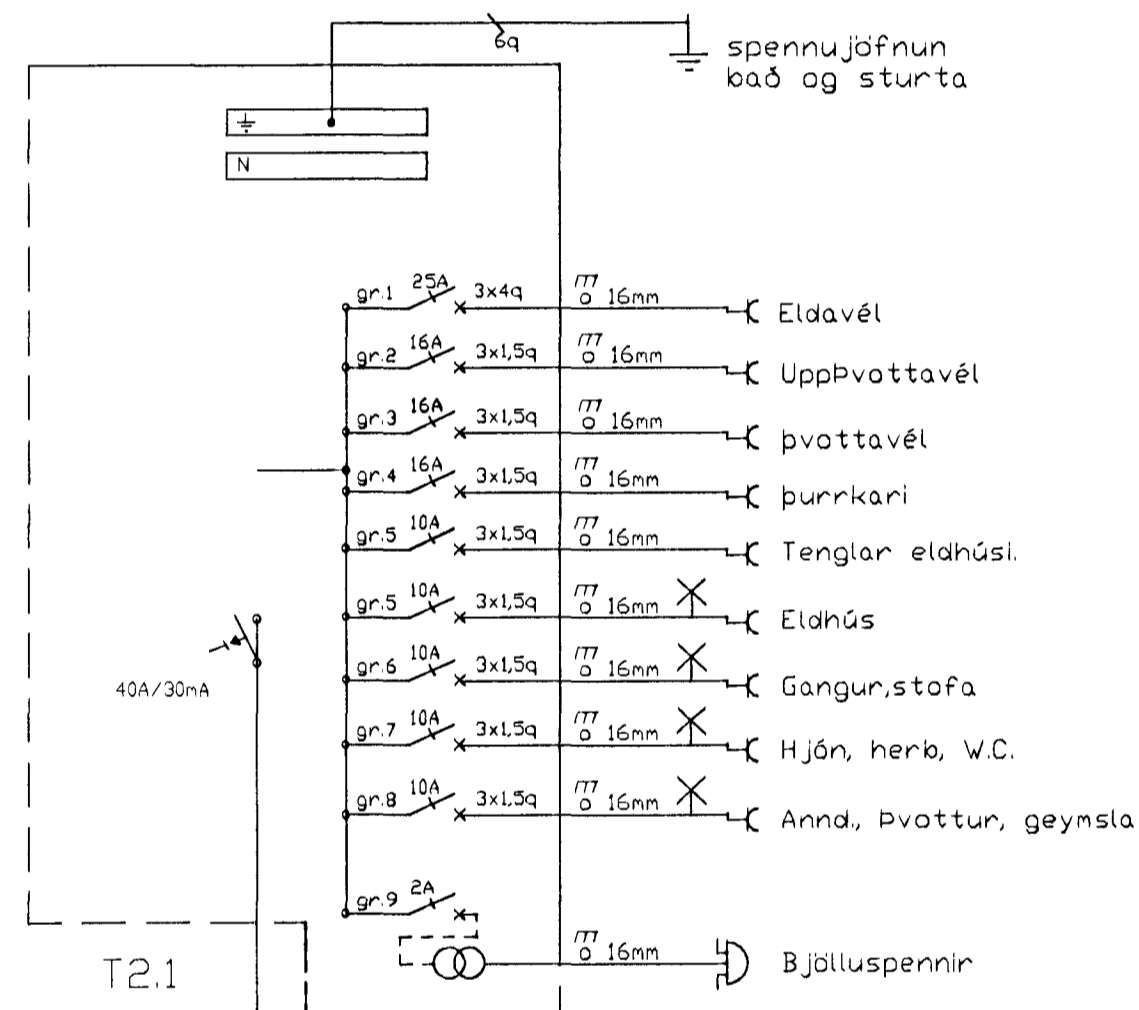 6q
spennujöfnun
bað og sturta
N
gr.1 25A 3x4q 16mm Eldavél
gr.2 16A 3x1,5q 16mm UppÞvottavél
gr.3 16A 3x1,5q 16mm þvottavél
gr.4 16A 3x1,5q 16mm þurrkari
gr.5 10A 3x1,5q 16mm Tenglar eldhúsi.
gr.5 10A 3x1,5q 16mm Eldhús
gr.6 10A 3x1,5q 16mm Gangur,stofa
gr.7 10A 3x1,5q 16mm Hjón, herb, W.C.
gr.8 10A 3x1,5q 16mm Annd., Þvottur, geymsla
40A/30mA
gr.9 2A
16mm Bjölluspennir
T2.1